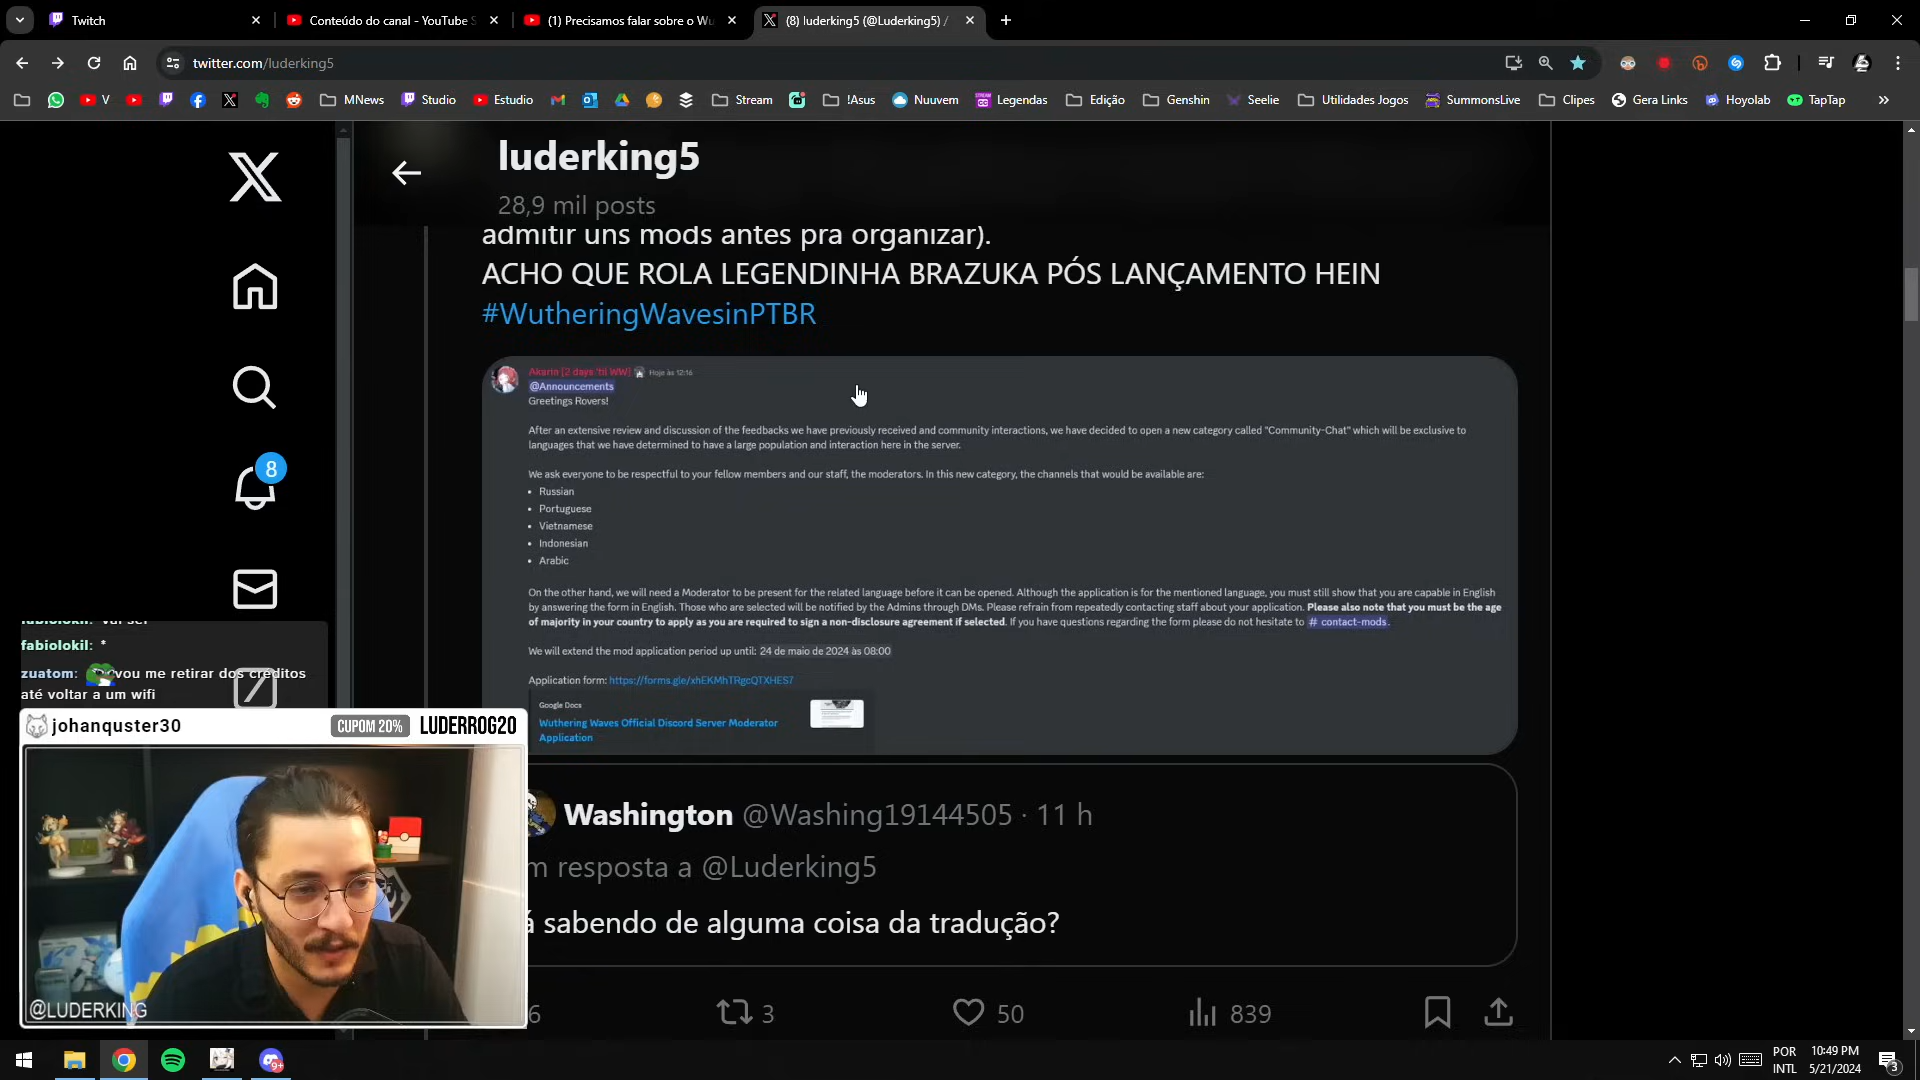 Twitch
Conteúdo do canal - YouTube S
(1) Precisamos falar sobre o Wu
(8) luderking5 (@Luderking5) /
twitter.com/luderking5
V
MNews
Studio
Estudio
Stream
!Asus
Nuuvem
Legendas
Edição
Genshin
Seelie
Utilidades Jogos
SummonsLive
Clipes
Gera Links
Hoyolab
TapTap
luderking5
28,9 mil posts
admitir uns mods antes pra organizar).
ACHO QUE ROLA LEGENDINHA BRAZUKA PÓS LANÇAMENTO HEIN
#WutheringWavesinPTBR
Akarin [2 days 'til WW] Hoje às 12:16
@Announcements
Greetings Rovers!
After an extensive review and discussion of the feedbacks we have previously received and community interactions, we have decided to open a new category called "Community-Chat" which will be exclusive to
languages that we have determined to have a large population and interaction here in the server.
We ask everyone to be respectful to your fellow members and our staff, the moderators. In this new category, the channels that would be available are:
• Russian
• Portuguese
• Vietnamese
• Indonesian
• Arabic
On the other hand, we will need a Moderator to be present for the related language before it can be opened. Although the application is for the mentioned language, you must still show that you are capable in English
by answering the form in English. Those who are selected will be notified by the Admins through DMs. Please refrain from repeatedly contacting staff about your application. Please also note that you must be the age
of majority in your country to apply as you are required to sign a non-disclosure agreement if selected. If you have questions regarding the form please do not hesitate to # contact-mods.
We will extend the mod application period up until: 24 de maio de 2024 às 08:00
Application form: https://forms.gle/xhEKMhTRgcQTXHES7
Google Docs
Wuthering Waves Official Discord Server Moderator
Application
Washington @Washing19144505 · 11 h
m resposta a @Luderking5
á sabendo de alguma coisa da tradução?
6
3
50
839
8
fabiolokil: *
zuatom: vou me retirar dos créditos
até voltar a um wifi
johanquster30
CUPOM 20% LUDERROG20
@LUDERKING
9+
POR
INTL
10:49 PM
5/21/2024
3